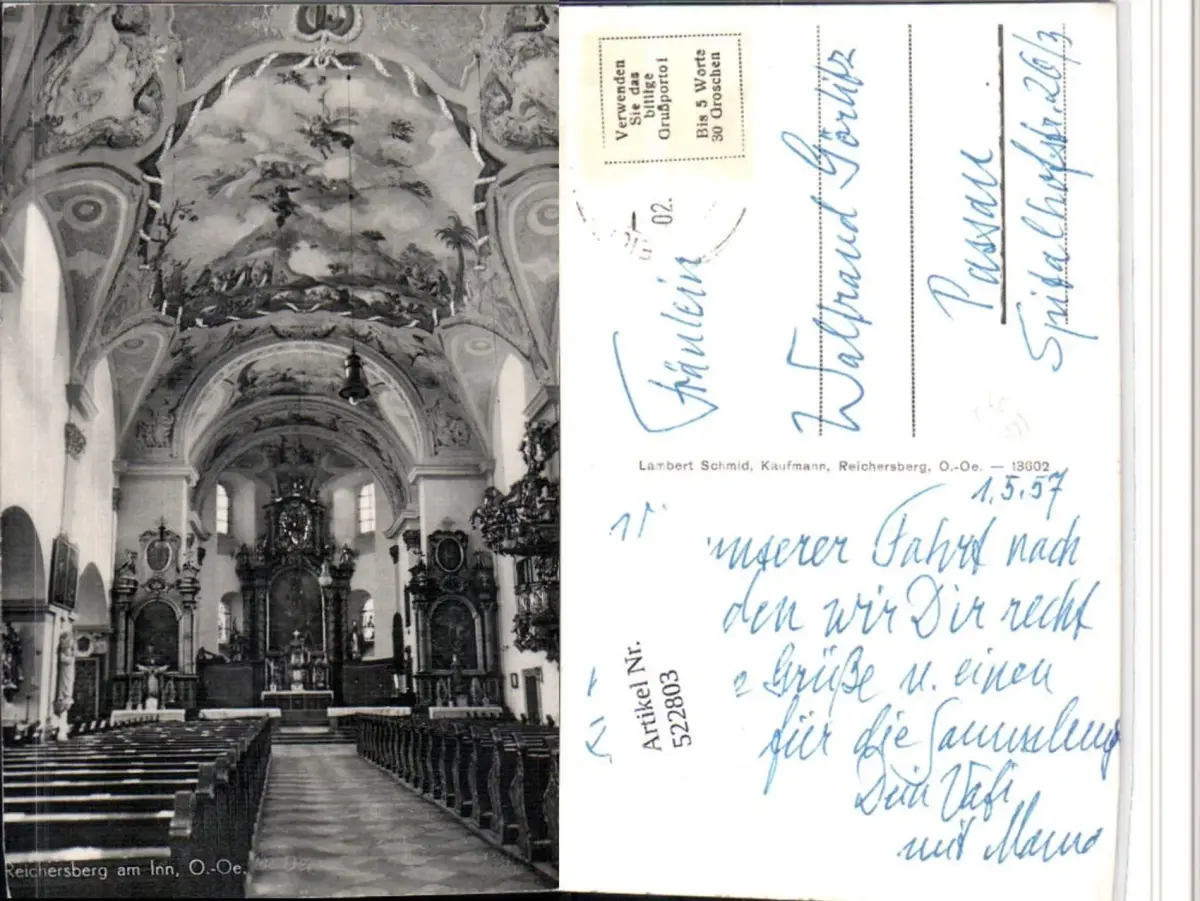 Reichersberg am Inn, O.-Oe.
Verwenden
Sie das
billige
Grußporto!
Bis 5 Worte
30 Groschen
02.
Fräulein
Waltraud Görlitz
Passau
Spitalhofstr. 26/3
Lambert Schmid, Kaufmann, Reichersberg, O.-Oe. — 13602
1.5.57
unserer Fahrt nach
den wir Dir recht
e Grüße u. einen
für die Sammlung
Dein Vati
mit Mama
Artikel Nr.
522803